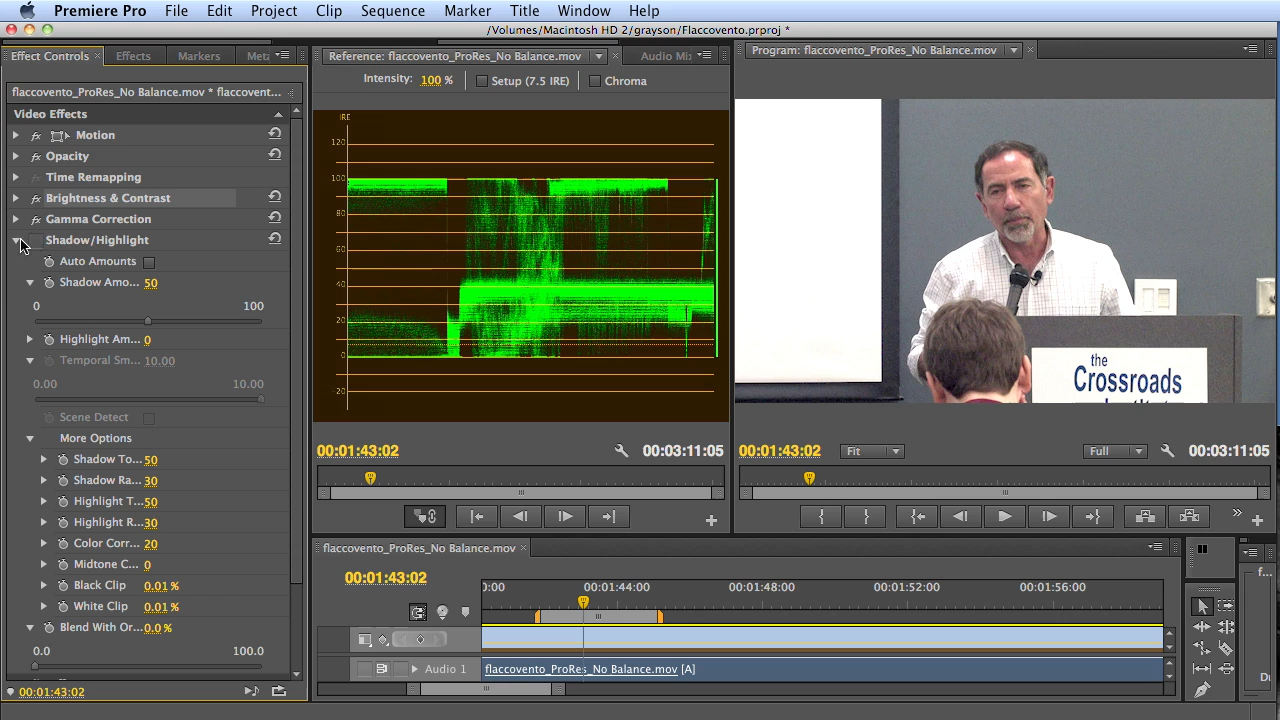 Premiere Pro File Edit Project Clip Sequence Marker Title Window Help
/Volumes/Macintosh HD 2/grayson/Flaccovento.prproj *
Effect Controls Effects Markers Meta
flaccovento_ProRes_No Balance.mov * flaccovent...
Video Effects
fx Motion
fx Opacity
Time Remapping
fx Brightness & Contrast
fx Gamma Correction
Shadow/Highlight
Auto Amounts
Shadow Amo... 50
0 100
Highlight Am... 0
Temporal Sm... 10.00
0.00 10.00
Scene Detect
More Options
Shadow To... 50
Shadow Ra... 30
Highlight T... 50
Highlight R... 30
Color Corr... 20
Midtone C... 0
Black Clip 0.01 %
White Clip 0.01 %
Blend With Or... 0.0 %
0.0 100.0
00:01:43:02
Reference: flaccovento_ProRes_No Balance.mov Audio Mi
Intensity: 100 % Setup (7.5 IRE) Chroma
IRE
120
100
80
60
40
20
0
-20
00:01:43:02 00:03:11:05
Program: flaccovento_ProRes_No Balance.mov
the
Crossroads
00:01:43:02 Fit Full 00:03:11:05
flaccovento_ProRes_No Balance.mov
00:01:43:02
0:00 00:01:44:00 00:01:48:00 00:01:52:00 00:01:56:00
Audio 1 flaccovento_ProRes_No Balance.mov [A]
f...